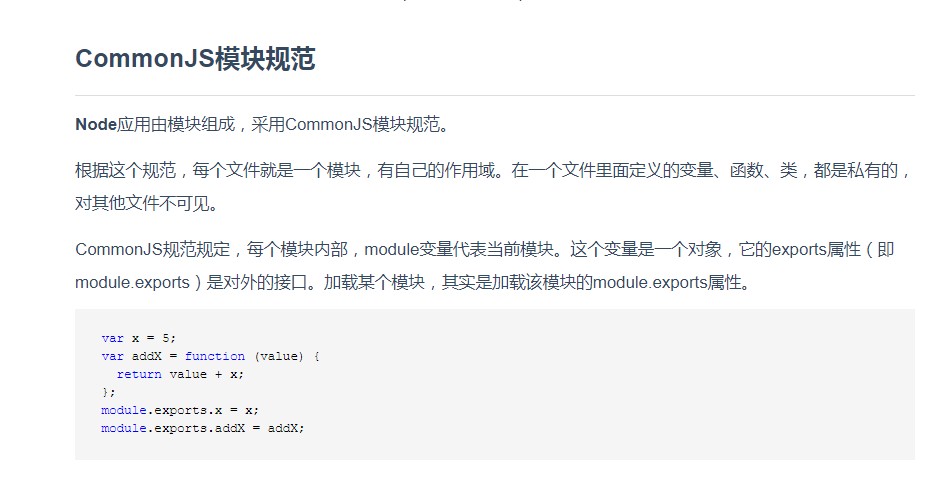 CommonJS模块规范
Node应用由模块组成，采用CommonJS模块规范。
根据这个规范，每个文件就是一个模块，有自己的作用域。在一个文件里面定义的变量、函数、类，都是私有的，
对其他文件不可见。
CommonJS规范规定，每个模块内部，module变量代表当前模块。这个变量是一个对象，它的exports属性（即
module.exports）是对外的接口。加载某个模块，其实是加载该模块的module.exports属性。
var x = 5;
var addX = function (value) {
  return value + x;
};
module.exports.x = x;
module.exports.addX = addX;